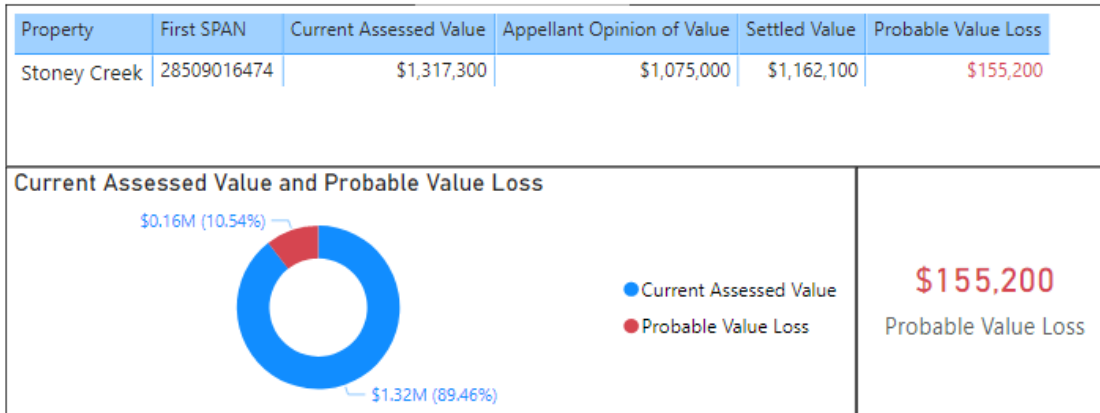 Property First SPAN Current Assessed Value Appellant Opinion of Value Settled Value Probable Value Loss
Stoney Creek 28509016474 $1,317,300 $1,075,000 $1,162,100 $155,200
Current Assessed Value and Probable Value Loss
$0.16M (10.54%)
Current Assessed Value
Probable Value Loss
$1.32M (89.46%)
$155,200
Probable Value Loss